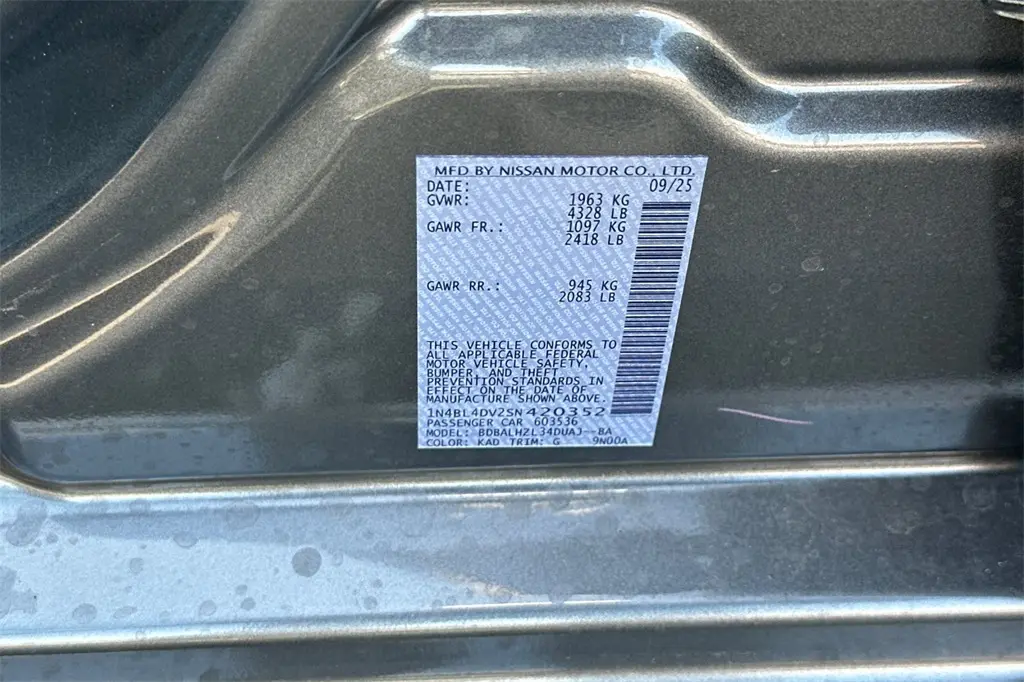 MFD BY NISSAN MOTOR CO., LTD.
DATE: 09/25
GVWR: 1963 KG
4328 LB
GAWR FR.: 1097 KG
2418 LB
GAWR RR.: 945 KG
2083 LB
THIS VEHICLE CONFORMS TO
ALL APPLICABLE FEDERAL
MOTOR VEHICLE SAFETY,
BUMPER, AND THEFT
PREVENTION STANDARDS IN
EFFECT ON THE DATE OF
MANUFACTURE SHOWN ABOVE.
1N4BL4DV2SN420352
PASSENGER CAR 603536
MODEL: BDBALHZL34DUAJ--BA
COLOR: KAD TRIM: G 9N00A